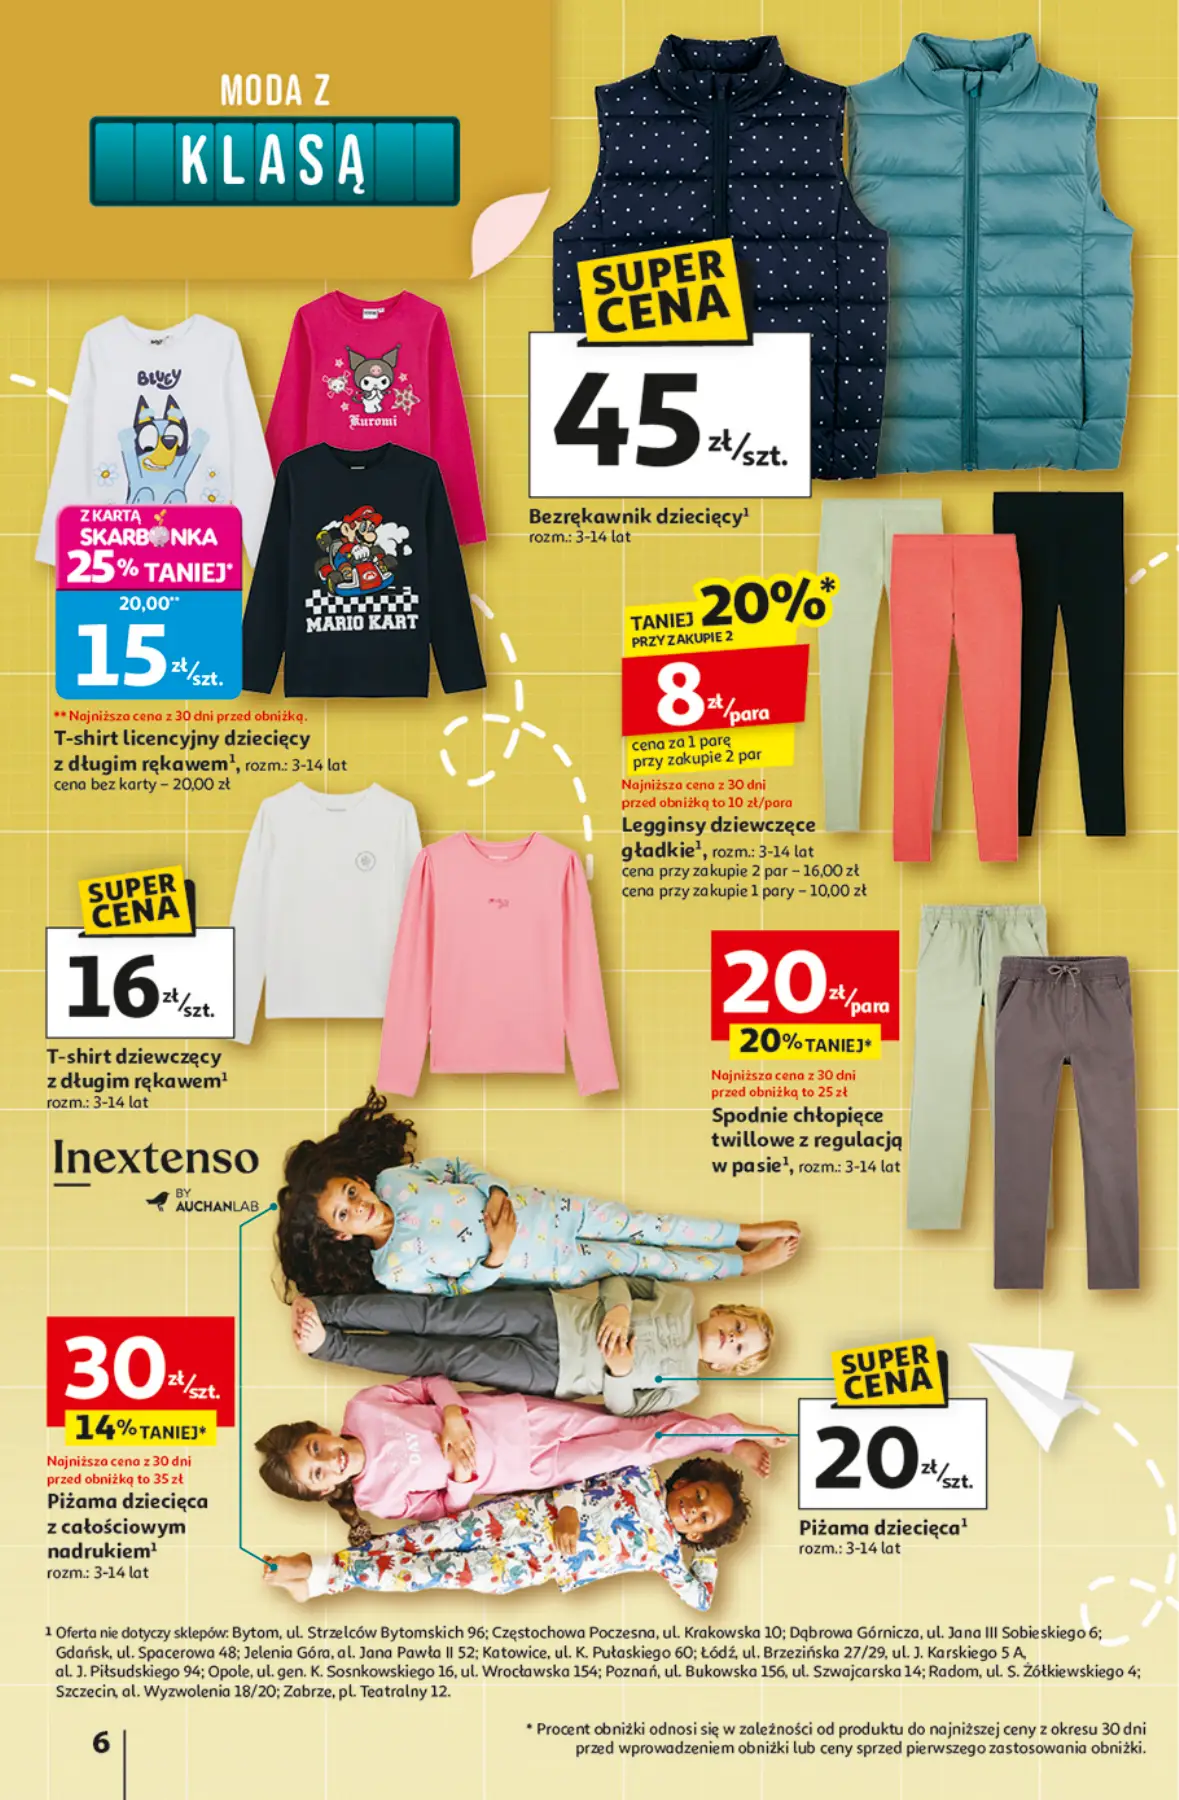 MODA Z
KLASĄ
SUPER
CENA
45 zł/szt.
Bezrękawnik dziecięcy¹
rozm.: 3-14 lat
BLUEY
Kuromi
MARIO KART
Z KARTĄ
SKARBONKA
25% TANIEJ*
20,00**
15 zł/szt.
** Najniższa cena z 30 dni przed obniżką.
T-shirt licencyjny dziecięcy
z długim rękawem¹, rozm.: 3-14 lat
cena bez karty – 20,00 zł
TANIEJ 20%*
PRZY ZAKUPIE 2
8 zł/para
cena za 1 parę
przy zakupie 2 par
Najniższa cena z 30 dni
przed obniżką to 10 zł/para
Legginsy dziewczęce
gładkie¹, rozm.: 3-14 lat
cena przy zakupie 2 par – 16,00 zł
cena przy zakupie 1 pary – 10,00 zł
SUPER
CENA
16 zł/szt.
T-shirt dziewczęcy
z długim rękawem¹
rozm.: 3-14 lat
20 zł/para
20% TANIEJ*
Najniższa cena z 30 dni
przed obniżką to 25 zł
Spodnie chłopięce
twillowe z regulacją
w pasie¹, rozm.: 3-14 lat
Inextenso
BY
AUCHANLAB
30 zł/szt.
14% TANIEJ*
Najniższa cena z 30 dni
przed obniżką to 35 zł
Piżama dziecięca
z całościowym
nadrukiem¹
rozm.: 3-14 lat
DAY
SUPER
CENA
20 zł/szt.
Piżama dziecięca¹
rozm.: 3-14 lat
¹ Oferta nie dotyczy sklepów: Bytom, ul. Strzelców Bytomskich 96; Częstochowa Poczesna, ul. Krakowska 10; Dąbrowa Górnicza, ul. Jana III Sobieskiego 6;
Gdańsk, ul. Spacerowa 48; Jelenia Góra, al. Jana Pawła II 52; Katowice, ul. K. Pułaskiego 60; Łódź, ul. Brzezińska 27/29, ul. J. Karskiego 5 A,
al. J. Piłsudskiego 94; Opole, ul. gen. K. Sosnkowskiego 16, ul. Wrocławska 154; Poznań, ul. Bukowska 156, ul. Szwajcarska 14; Radom, ul. S. Żółkiewskiego 4;
Szczecin, al. Wyzwolenia 18/20; Zabrze, pl. Teatralny 12.
6
* Procent obniżki odnosi się w zależności od produktu do najniższej ceny z okresu 30 dni
przed wprowadzeniem obniżki lub ceny sprzed pierwszego zastosowania obniżki.